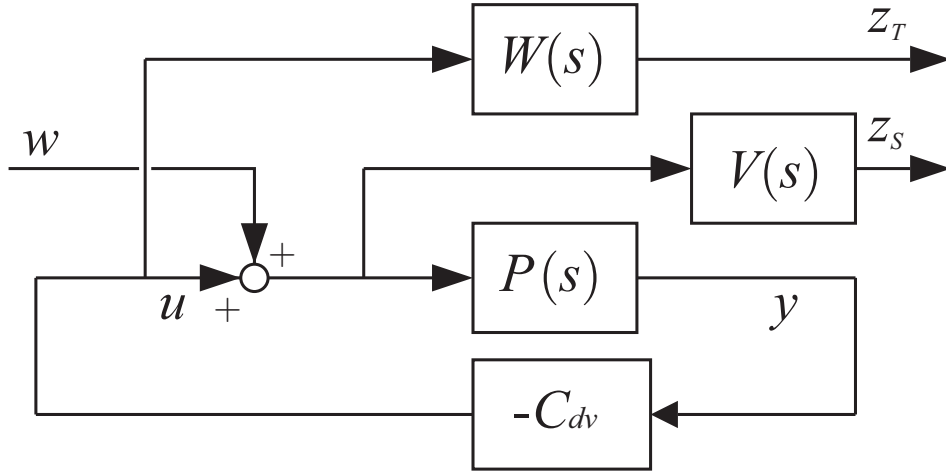 W(s)
z_T
w
V(s)
z_S
+
P(s)
u
+
y
-C_dv